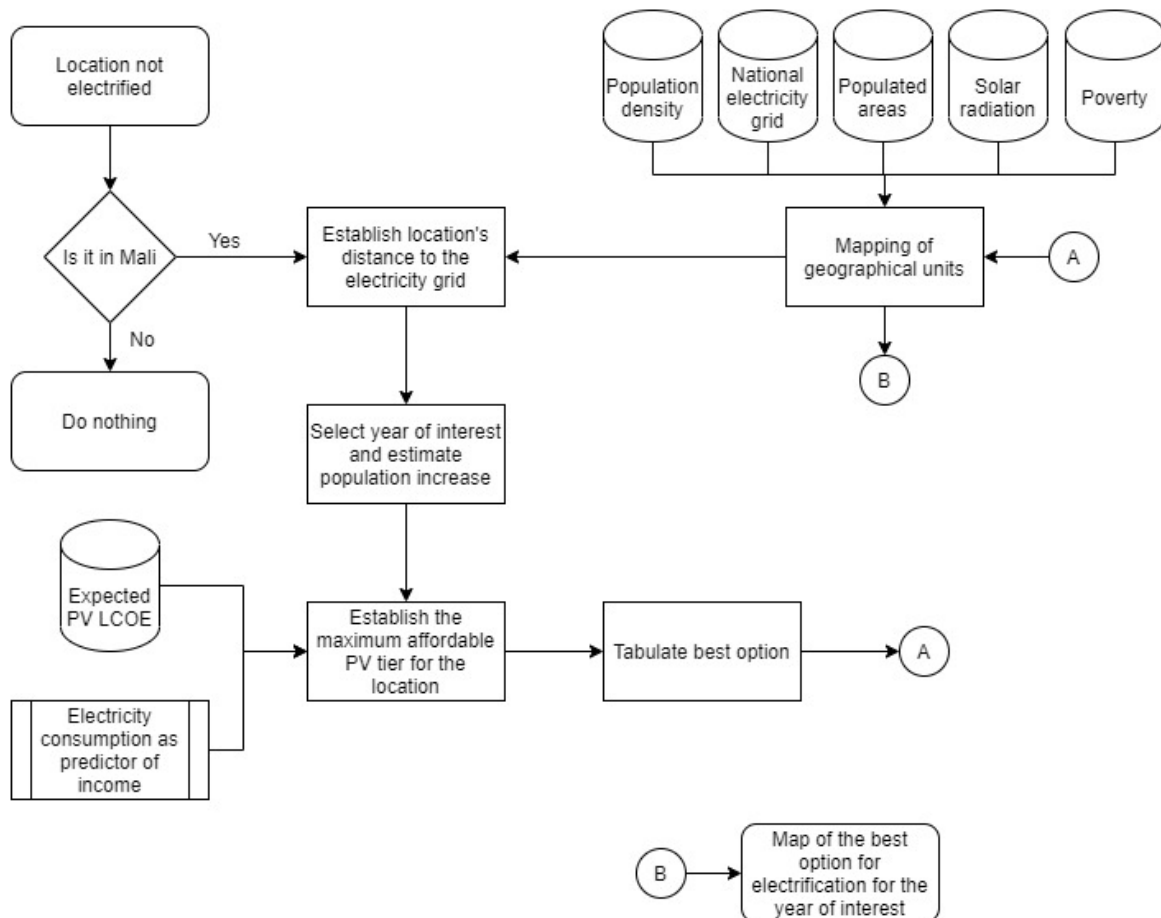 Location not
electrified
Population
density
National
electricity
grid
Populated
areas
Solar
radiation
Poverty
Is it in Mali
Yes
No
Do nothing
Establish location's
distance to the
electricity grid
Mapping of
geographical units
A
B
Select year of interest
and estimate
population increase
Expected
PV LCOE
Electricity
consumption as
predictor of
income
Establish the
maximum affordable
PV tier for the
location
Tabulate best option
A
B
Map of the best
option for
electrification for the
year of interest